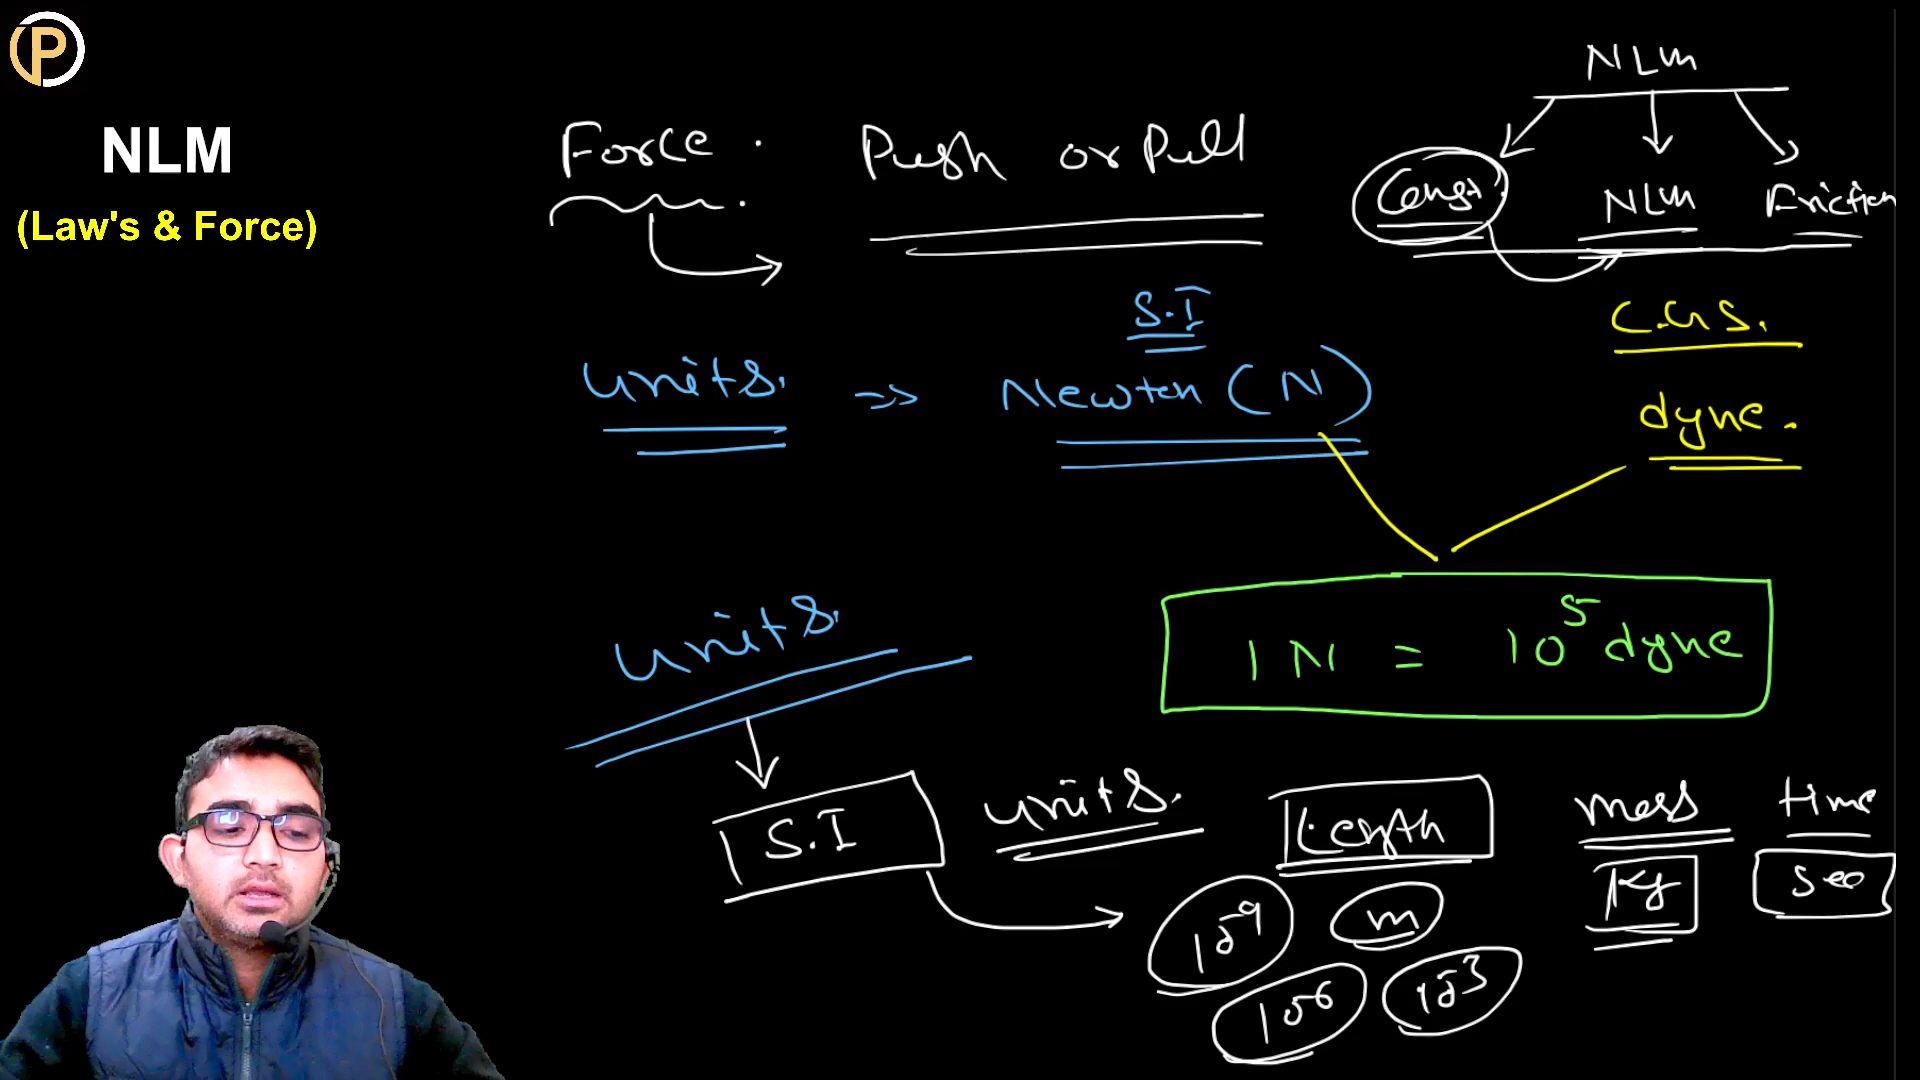 P
NLM
(Law's & Force)
NLM
Const. NLM Friction
Force. Push or Pull
S.I
C.G.S.
units. => Newton (N)
dyne.
1 N = 10^5 dyne
units.
S.I units. Length mass time
10^-9 m Kg Sec
10^-6 10^-3